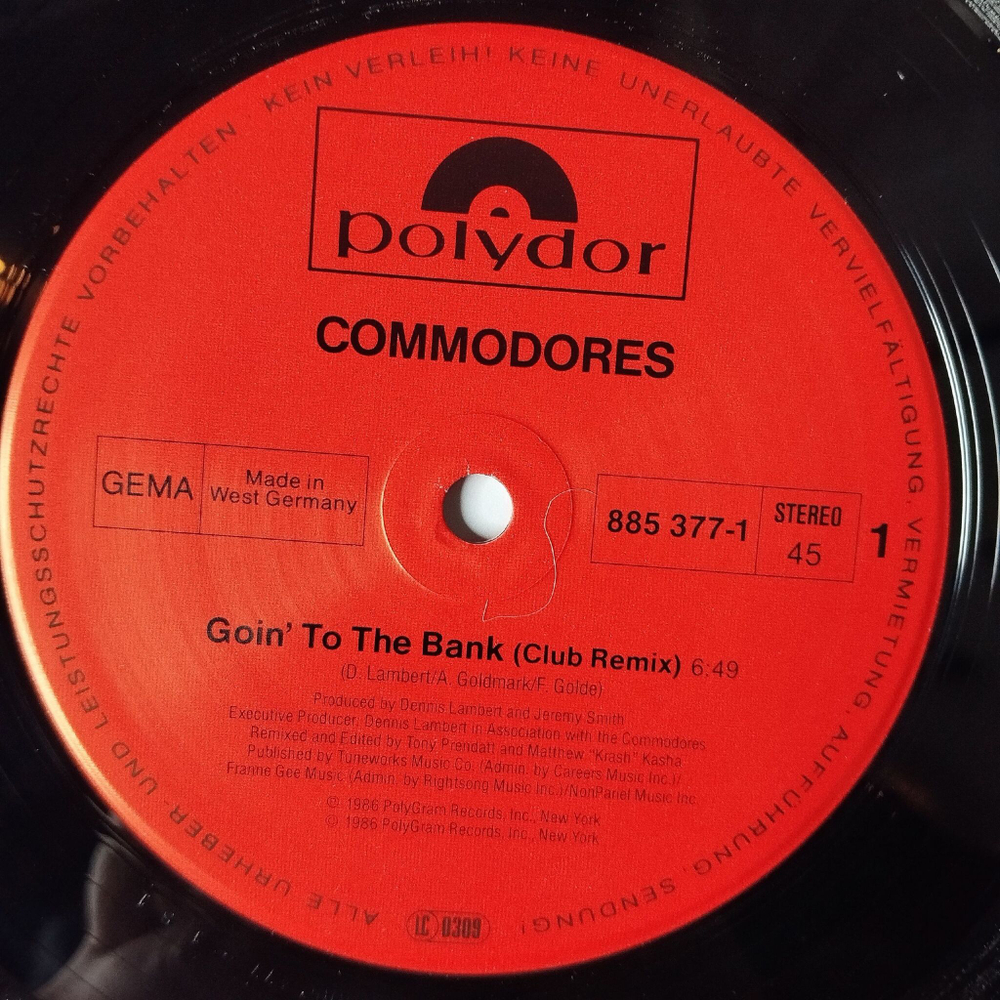 ALLE URHEBER- UND LEISTUNGSSCHUTZRECHTE VORBEHALTEN · KEIN VERLEIH! KEINE UNERLAUBTE VERVIELFÄLTIGUNG, VERMIETUNG, AUFFÜHRUNG, SENDUNG!
polydor
COMMODORES
GEMA
Made in
West Germany
885 377-1
STEREO
45
1
Goin' To The Bank (Club Remix) 6:49
(D. Lambert/A. Goldmark/F. Golde)
Produced by Dennis Lambert and Jeremy Smith
Executive Producer, Dennis Lambert in Association with the Commodores
Remixed and Edited by Tony Prendatt and Matthew "Krash" Kasha
Published by Tuneworks Music Co. (Admin. by Careers Music Inc.)/
Franne Gee Music (Admin. by Rightsong Music Inc.)/NonPariel Music Inc.
℗ 1986 PolyGram Records, Inc., New York
© 1986 PolyGram Records, Inc., New York
LC 0309